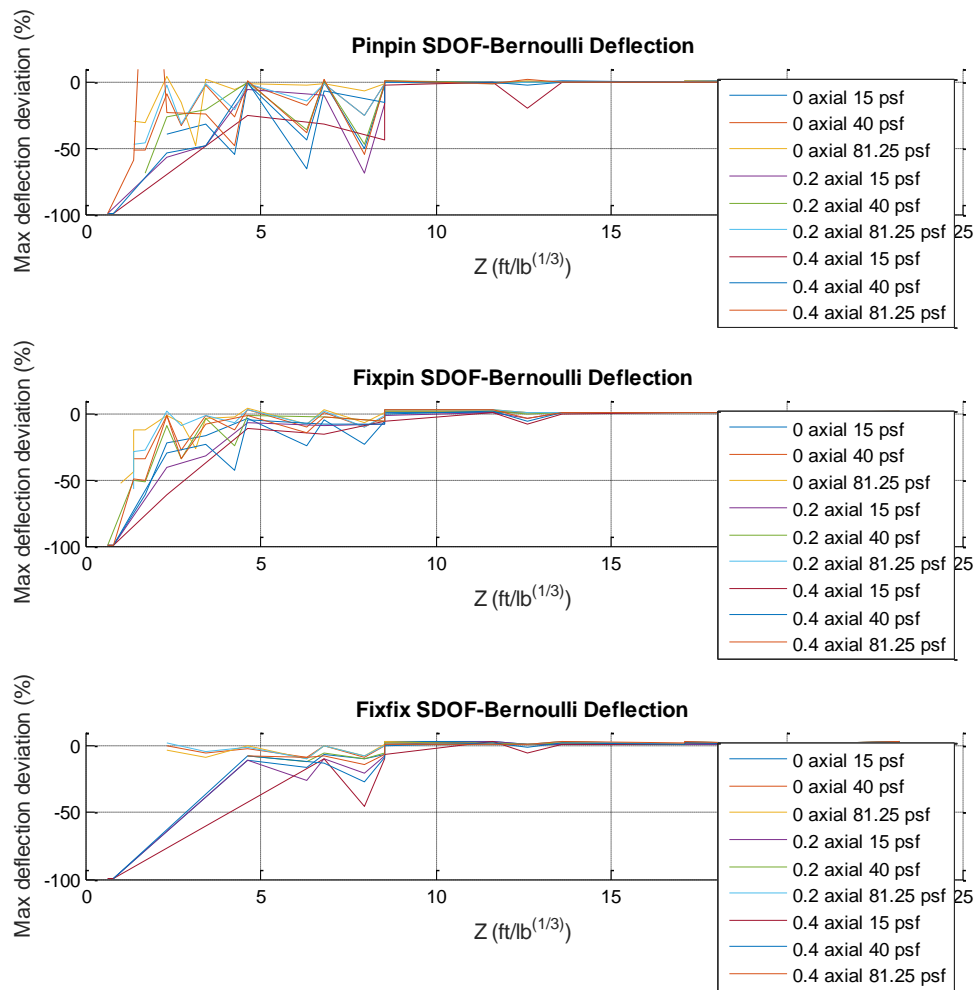 Pinpin SDOF-Bernoulli Deflection
Max deflection deviation (%)
0
-50
-100
0 5 10 15 25
Z (ft/lb^(1/3))
0 axial 15 psf
0 axial 40 psf
0 axial 81.25 psf
0.2 axial 15 psf
0.2 axial 40 psf
0.2 axial 81.25 psf
0.4 axial 15 psf
0.4 axial 40 psf
0.4 axial 81.25 psf
Fixpin SDOF-Bernoulli Deflection
Max deflection deviation (%)
0
-50
-100
0 5 10 15 25
Z (ft/lb^(1/3))
0 axial 15 psf
0 axial 40 psf
0 axial 81.25 psf
0.2 axial 15 psf
0.2 axial 40 psf
0.2 axial 81.25 psf
0.4 axial 15 psf
0.4 axial 40 psf
0.4 axial 81.25 psf
Fixfix SDOF-Bernoulli Deflection
Max deflection deviation (%)
0
-50
-100
0 5 10 15 25
Z (ft/lb^(1/3))
0 axial 15 psf
0 axial 40 psf
0 axial 81.25 psf
0.2 axial 15 psf
0.2 axial 40 psf
0.2 axial 81.25 psf
0.4 axial 15 psf
0.4 axial 40 psf
0.4 axial 81.25 psf